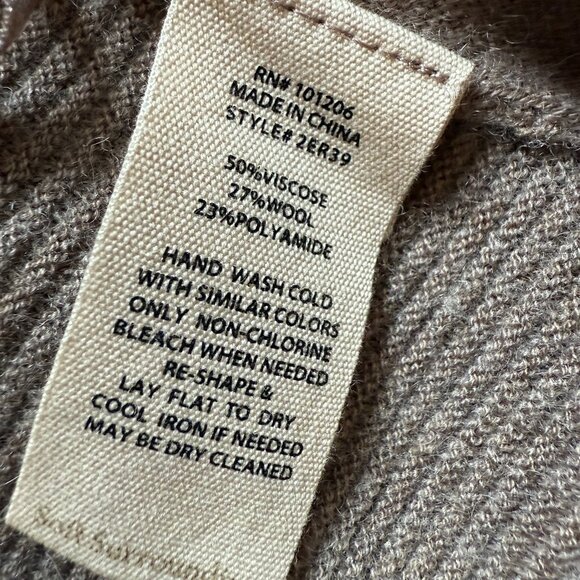 RN# 101206
MADE IN CHINA
STYLE# 2ER39
50%VISCOSE
27%WOOL
23%POLYAMIDE
HAND WASH COLD
WITH SIMILAR COLORS
ONLY NON-CHLORINE
BLEACH WHEN NEEDED
RE-SHAPE &
LAY FLAT TO DRY
COOL IRON IF NEEDED
MAY BE DRY CLEANED